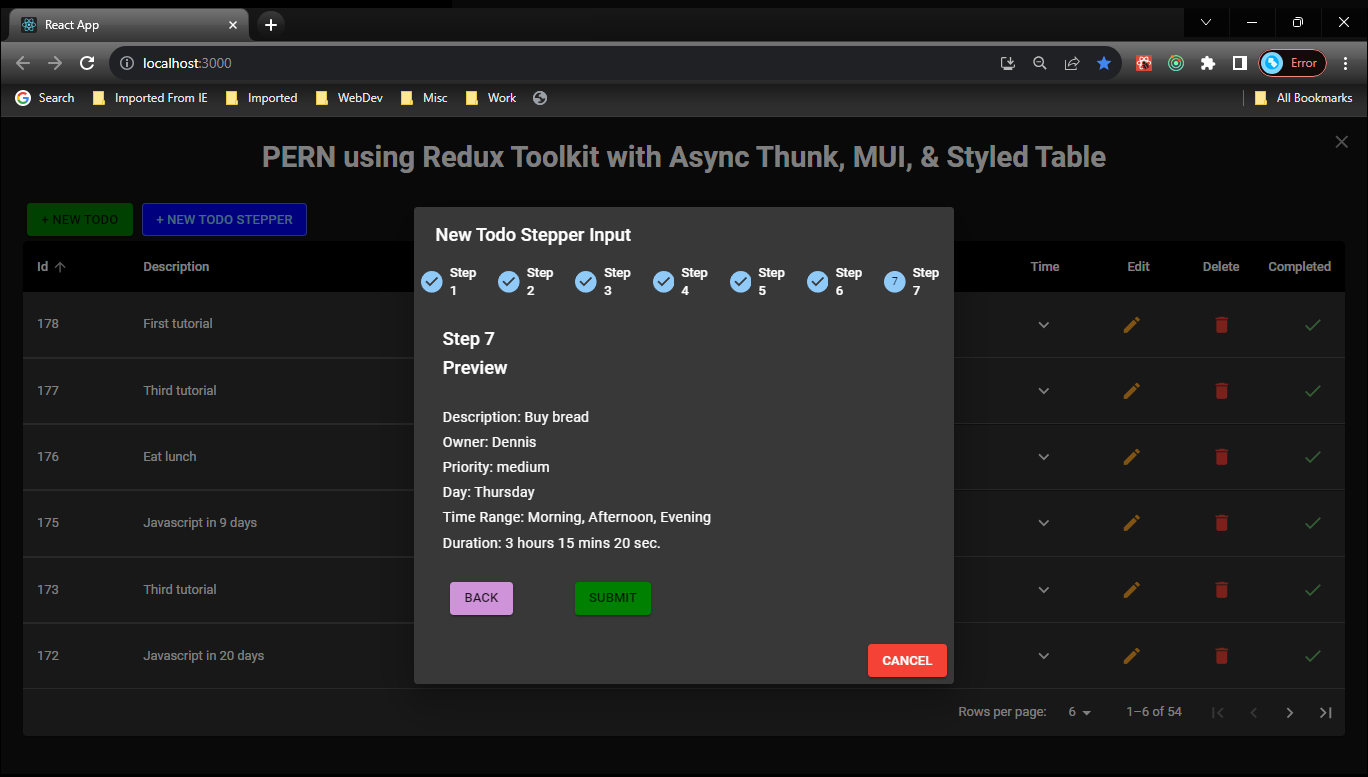 React App
localhost:3000
Error
Search Imported From IE Imported WebDev Misc Work All Bookmarks
PERN using Redux Toolkit with Async Thunk, MUI, & Styled Table
+ NEW TODO + NEW TODO STEPPER
Id Description Time Edit Delete Completed
178 First tutorial
177 Third tutorial
176 Eat lunch
175 Javascript in 9 days
173 Third tutorial
172 Javascript in 20 days
Rows per page: 6 1–6 of 54
New Todo Stepper Input
Step 1
Step 2
Step 3
Step 4
Step 5
Step 6
7 Step 7
Step 7
Preview
Description: Buy bread
Owner: Dennis
Priority: medium
Day: Thursday
Time Range: Morning, Afternoon, Evening
Duration: 3 hours 15 mins 20 sec.
BACK SUBMIT
CANCEL